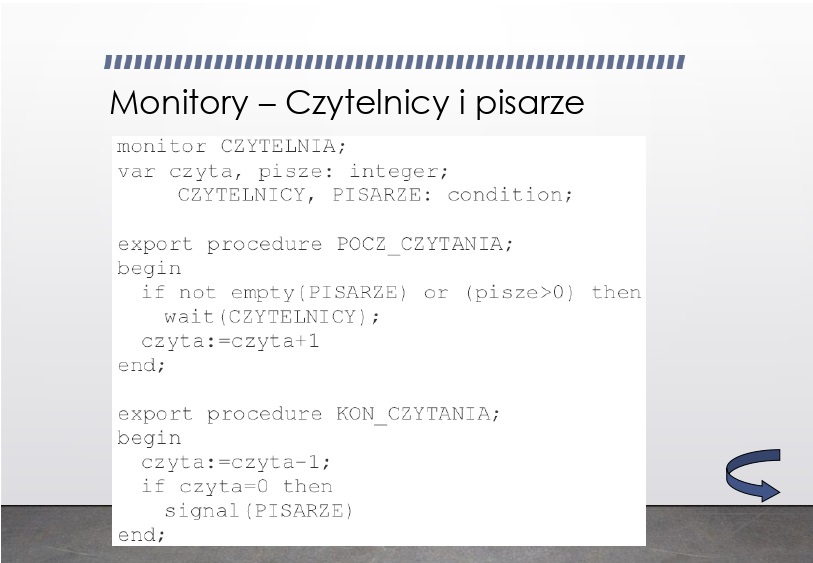 Monitory – Czytelnicy i pisarze
monitor CZYTELNIA;
var czyta, pisze: integer;
CZYTELNICY, PISARZE: condition;
export procedure POCZ_CZYTANIA;
begin
if not empty(PISARZE) or (pisze>0) then
wait(CZYTELNICY);
czyta:=czyta+1
end;
export procedure KON_CZYTANIA;
begin
czyta:=czyta-1;
if czyta=0 then
signal(PISARZE)
end;